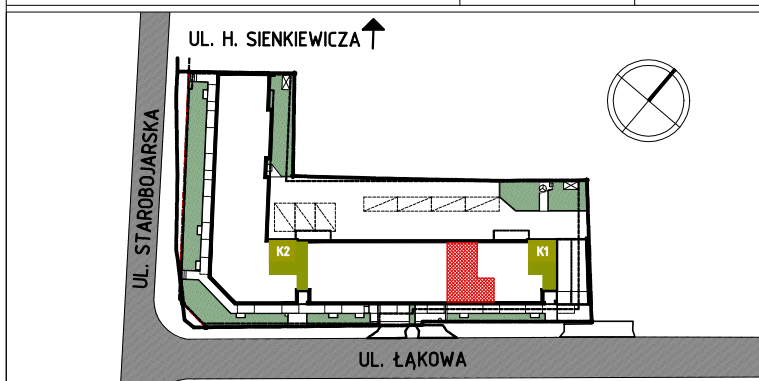 UL. H. SIENKIEWICZA
UL. STAROBOJARSKA
K2
K1
UL. ŁĄKOWA